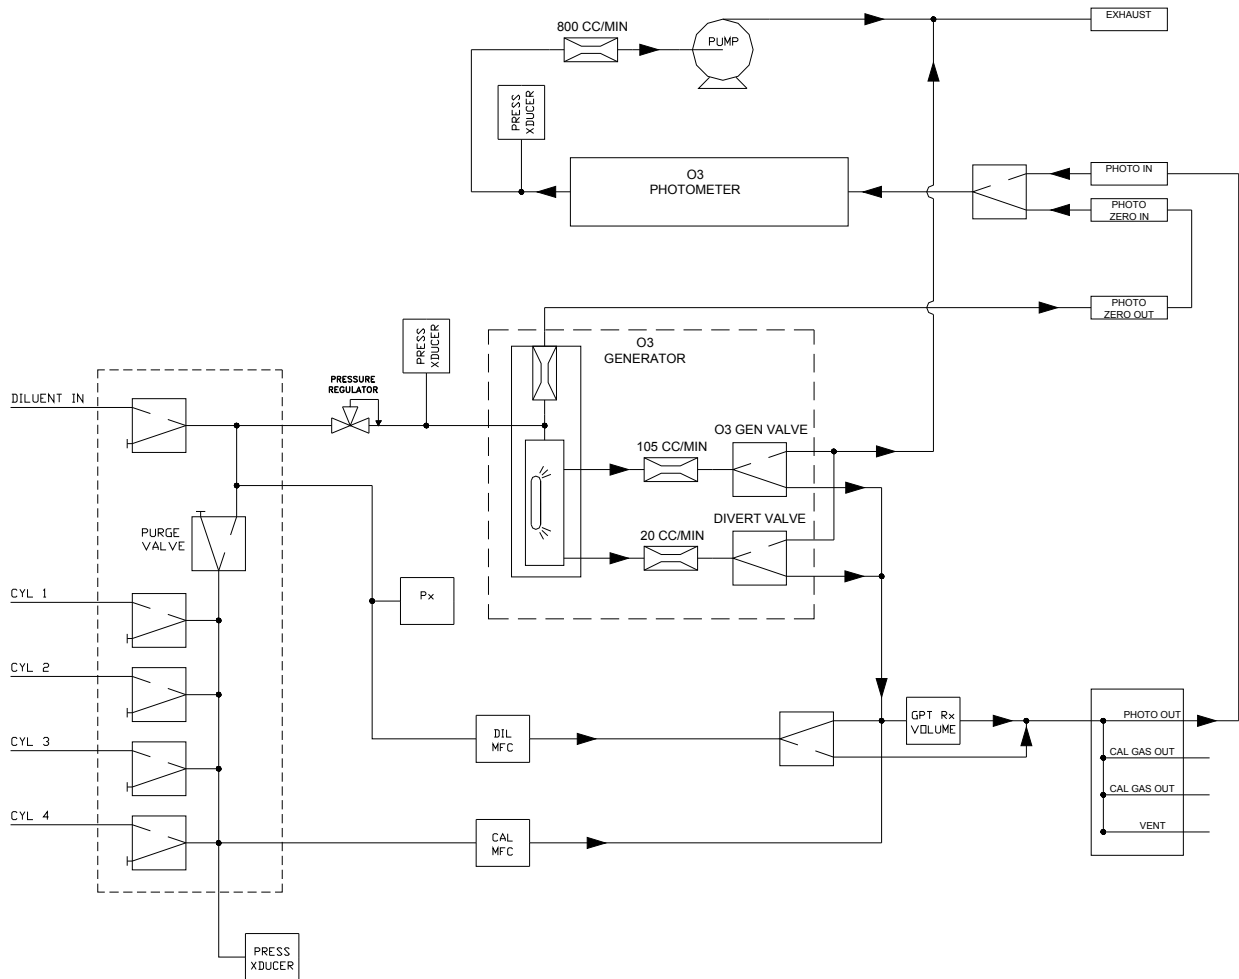 800 CC/MIN
PUMP
EXHAUST
PRESS
XDUCER
O3
PHOTOMETER
PHOTO IN
PHOTO
ZERO IN
PHOTO
ZERO OUT
PRESS
XDUCER
O3
GENERATOR
PRESSURE
REGULATOR
DILUENT IN
105 CC/MIN
O3 GEN VALVE
PURGE
VALVE
20 CC/MIN
DIVERT VALVE
CYL 1
Px
CYL 2
GPT Rx
VOLUME
PHOTO OUT
DIL
MFC
CYL 3
CAL GAS OUT
CAL GAS OUT
CYL 4
VENT
CAL
MFC
PRESS
XDUCER